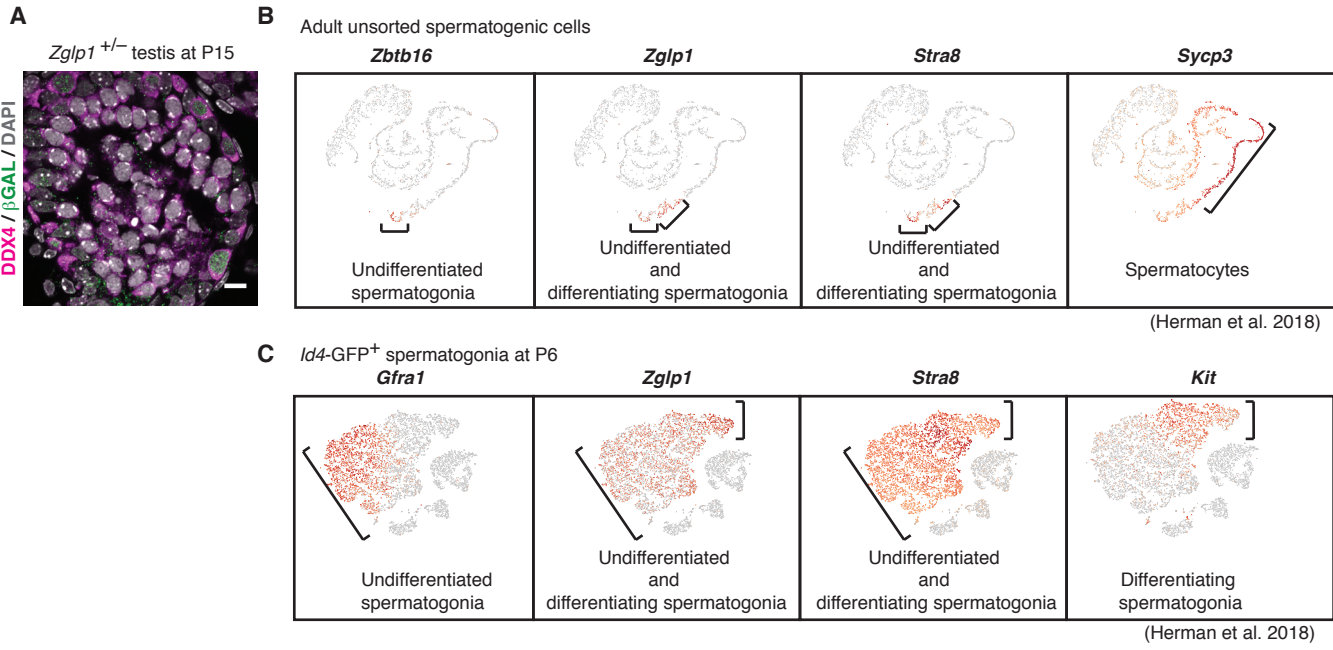 A
Zglp1 +/– testis at P15
DDX4 / βGAL / DAPI
B
Adult unsorted spermatogenic cells
Zbtb16
Zglp1
Stra8
Sycp3
Undifferentiated
spermatogonia
Undifferentiated
and
differentiating spermatogonia
Undifferentiated
and
differentiating spermatogonia
Spermatocytes
(Herman et al. 2018)
C
Id4-GFP+ spermatogonia at P6
Gfra1
Zglp1
Stra8
Kit
Undifferentiated
spermatogonia
Undifferentiated
and
differentiating spermatogonia
Undifferentiated
and
differentiating spermatogonia
Differentiating
spermatogonia
(Herman et al. 2018)